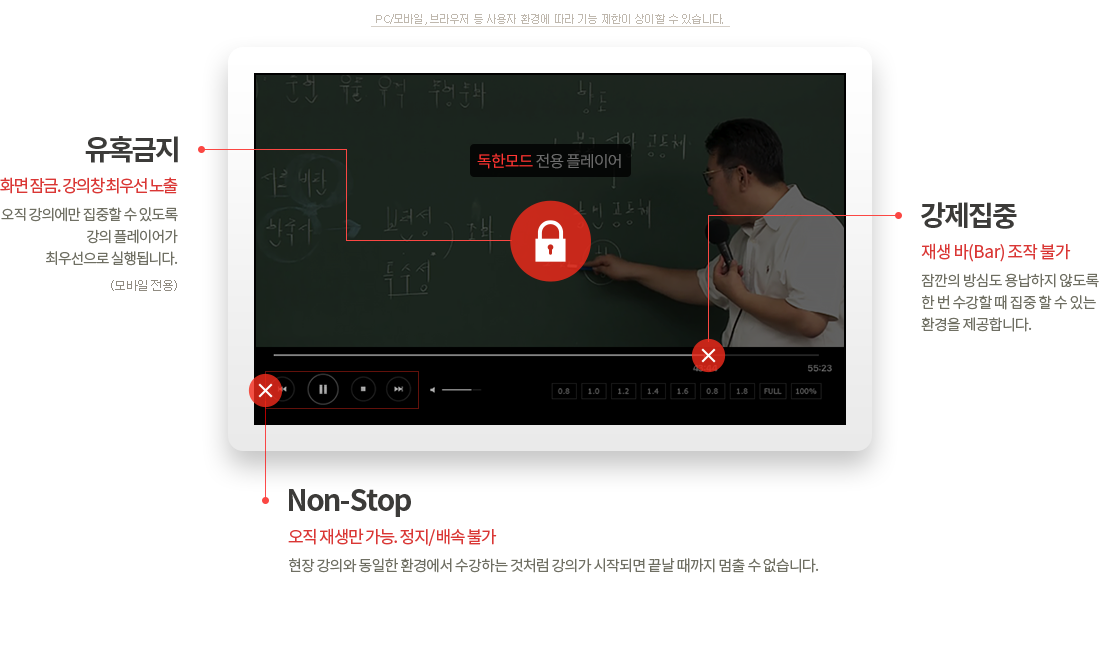 PC/모바일, 브라우저 등 사용자 환경에 따라 기능 제한이 상이할 수 있습니다.
유혹금지
화면 잠금. 강의창 최우선 노출
오직 강의에만 집중할 수 있도록
강의 플레이어가
최우선으로 실행됩니다.
(모바일 전용)
독한모드 전용 플레이어
보편성
특수성
강제집중
재생 바(Bar) 조작 불가
잠깐의 방심도 용납하지 않도록
한 번 수강할 때 집중 할 수 있는
환경을 제공합니다.
55:23
0.8 1.0 1.2 1.4 1.6 0.8 1.8 FULL 100%
Non-Stop
오직 재생만 가능. 정지/배속 불가
현장 강의와 동일한 환경에서 수강하는 것처럼 강의가 시작되면 끝날 때까지 멈출 수 없습니다.